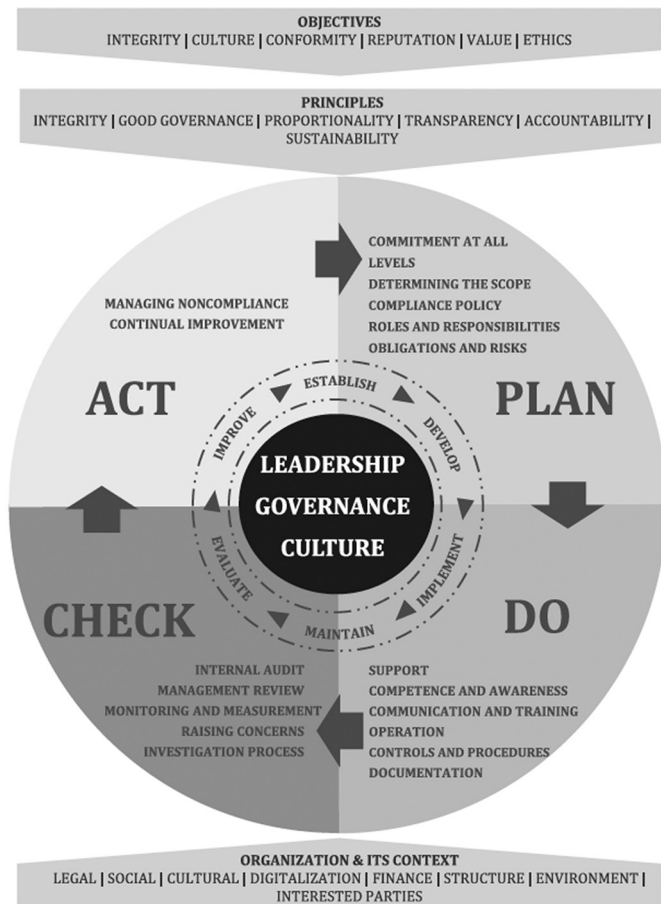 OBJECTIVES
INTEGRITY | CULTURE | CONFORMITY | REPUTATION | VALUE | ETHICS
PRINCIPLES
INTEGRITY | GOOD GOVERNANCE | PROPORTIONALITY | TRANSPARENCY | ACCOUNTABILITY |
SUSTAINABILITY
MANAGING NONCOMPLIANCE
CONTINUAL IMPROVEMENT
ACT
COMMITMENT AT ALL
LEVELS
DETERMINING THE SCOPE
COMPLIANCE POLICY
ROLES AND RESPONSIBILITIES
OBLIGATIONS AND RISKS
PLAN
ESTABLISH
DEVELOP
IMPLEMENT
MAINTAIN
EVALUATE
IMPROVE
LEADERSHIP
GOVERNANCE
CULTURE
CHECK
INTERNAL AUDIT
MANAGEMENT REVIEW
MONITORING AND MEASUREMENT
RAISING CONCERNS
INVESTIGATION PROCESS
DO
SUPPORT
COMPETENCE AND AWARENESS
COMMUNICATION AND TRAINING
OPERATION
CONTROLS AND PROCEDURES
DOCUMENTATION
ORGANIZATION & ITS CONTEXT
LEGAL | SOCIAL | CULTURAL | DIGITALIZATION | FINANCE | STRUCTURE | ENVIRONMENT |
INTERESTED PARTIES